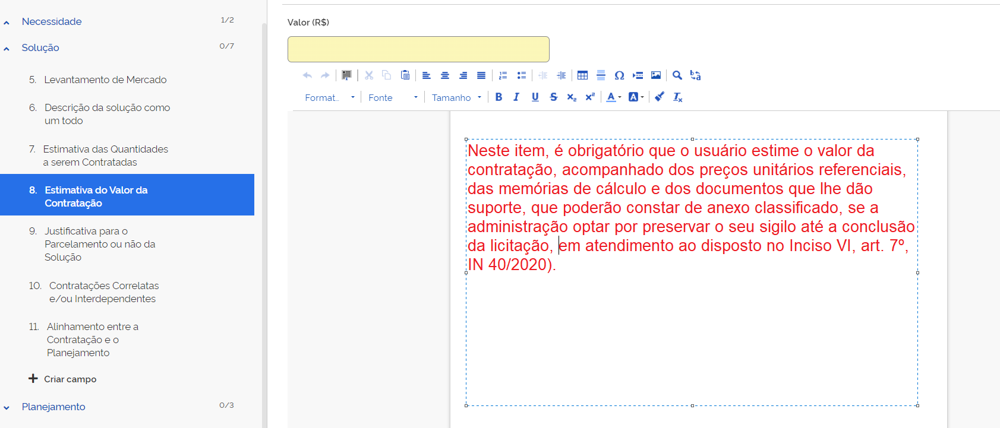 Necessidade 1/2
Solução 0/7
5. Levantamento de Mercado
6. Descrição da solução como
um todo
7. Estimativa das Quantidades
a serem Contratadas
8. Estimativa do Valor da
Contratação
9. Justificativa para o
Parcelamento ou não da
Solução
10. Contratações Correlatas
e/ou Interdependentes
11. Alinhamento entre a
Contratação e o
Planejamento
Criar campo
Planejamento 0/3
Valor (R$)
Format... Fonte Tamanho B I U S x₂ x² A A Tx
Neste item, é obrigatório que o usuário estime o valor da
contratação, acompanhado dos preços unitários referenciais,
das memórias de cálculo e dos documentos que lhe dão
suporte, que poderão constar de anexo classificado, se a
administração optar por preservar o seu sigilo até a conclusão
da licitação, em atendimento ao disposto no Inciso VI, art. 7º,
IN 40/2020).